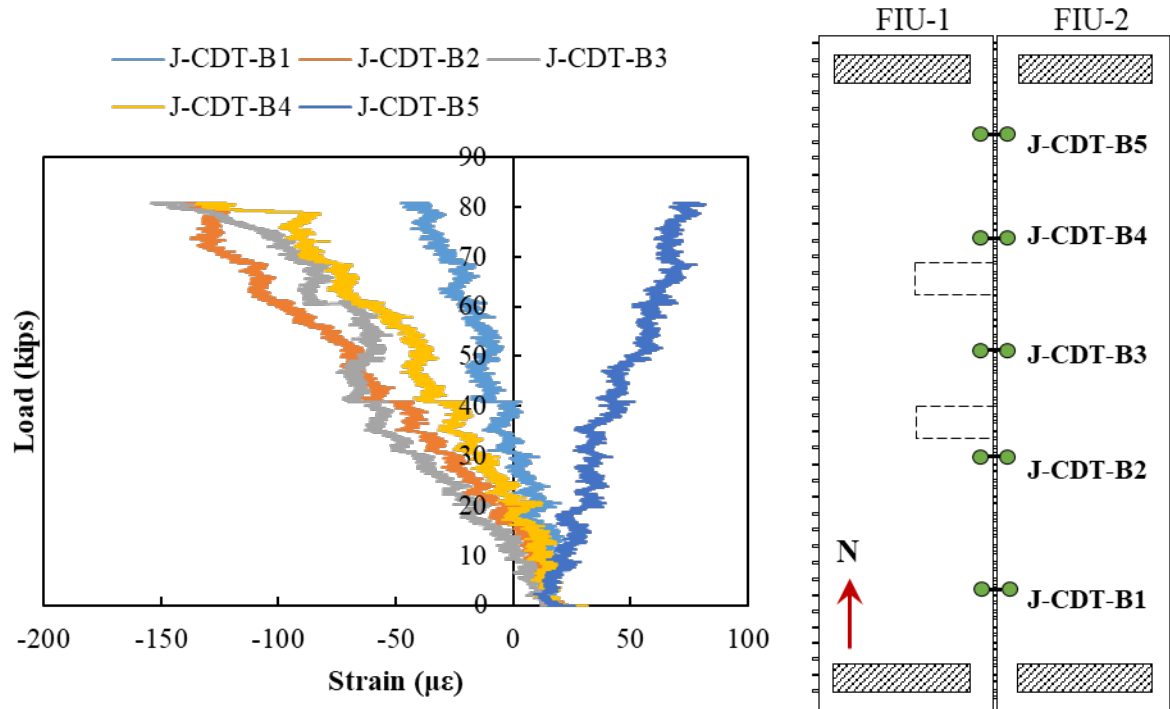 J-CDT-B1 J-CDT-B2 J-CDT-B3
J-CDT-B4 J-CDT-B5
90
80
70
60
50
40
30
20
10
0
-200 -150 -100 -50 0 50 100
Load (kips)
Strain (με)
FIU-1 FIU-2
J-CDT-B5
J-CDT-B4
J-CDT-B3
J-CDT-B2
N
J-CDT-B1